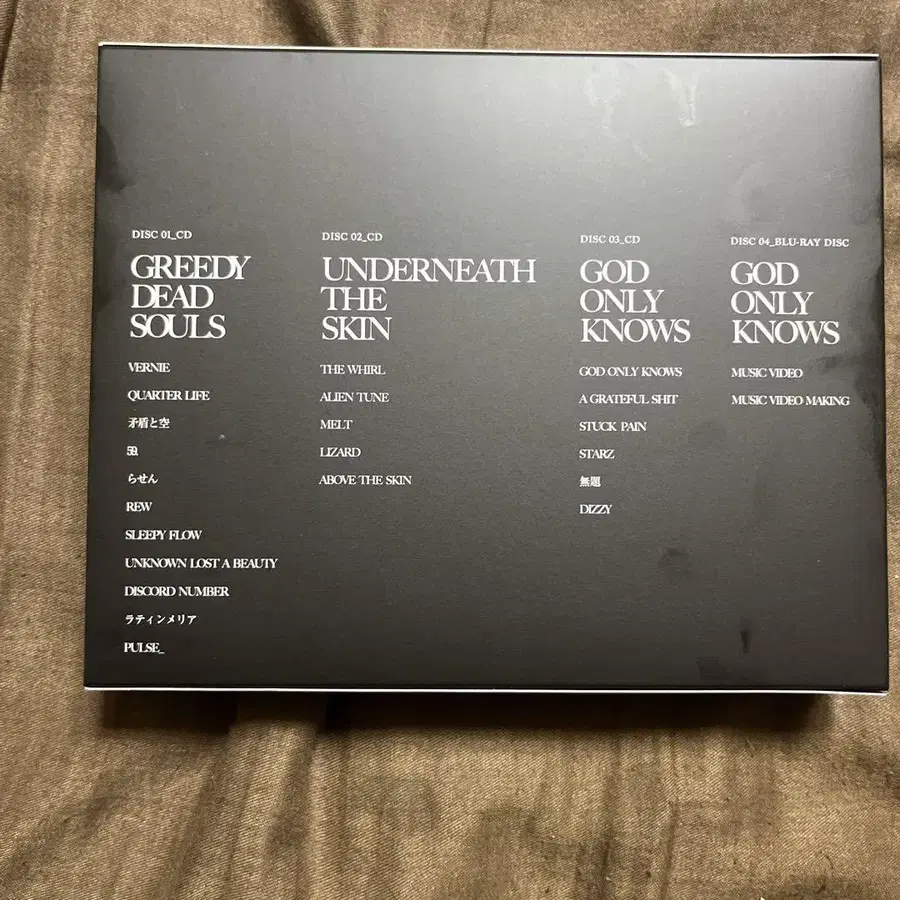 DISC 01_CD
GREEDY
DEAD
SOULS
VERNIE
QUARTER LIFE
矛盾と空
59.
らせん
REW
SLEEPY FLOW
UNKNOWN LOST A BEAUTY
DISCORD NUMBER
ラティンメリア
PULSE_
DISC 02_CD
UNDERNEATH
THE
SKIN
THE WHIRL
ALIEN TUNE
MELT
LIZARD
ABOVE THE SKIN
DISC 03_CD
GOD
ONLY
KNOWS
GOD ONLY KNOWS
A GRATEFUL SHIT
STUCK PAIN
STARZ
無題
DIZZY
DISC 04_BLU-RAY DISC
GOD
ONLY
KNOWS
MUSIC VIDEO
MUSIC VIDEO MAKING